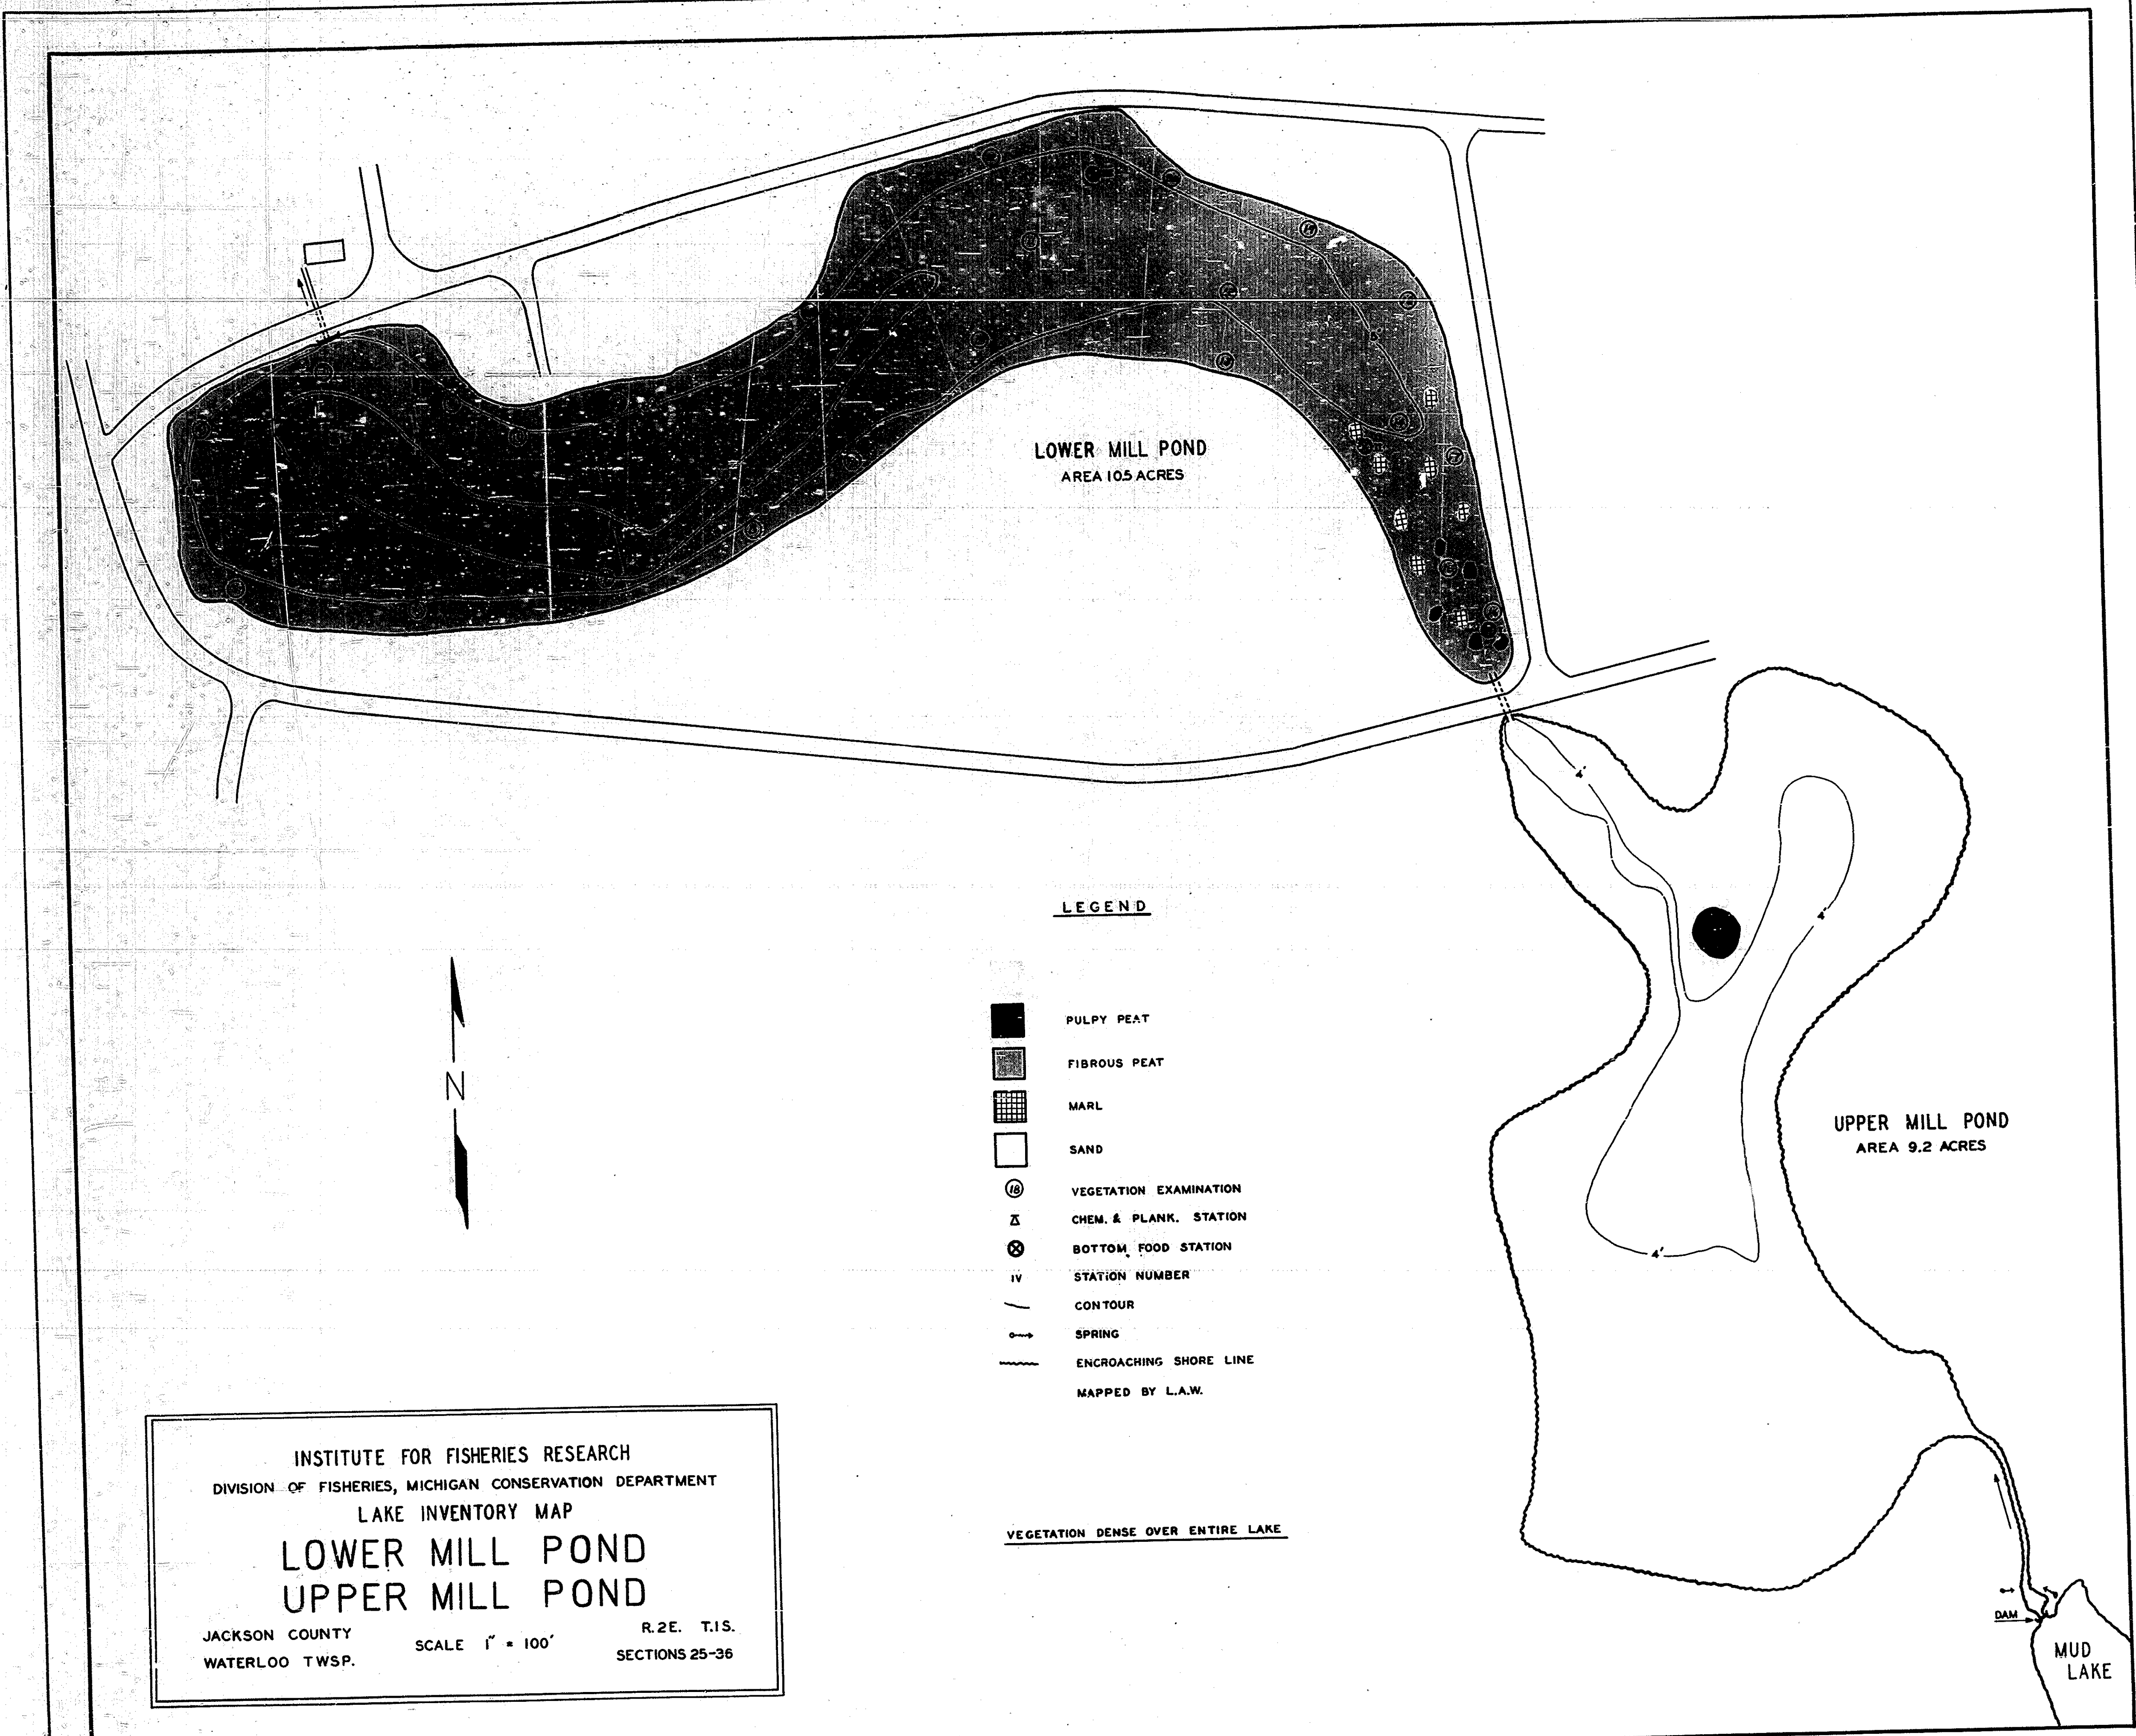 LOWER MILL POND
AREA 10.5 ACRES
4'
4'
4'
UPPER MILL POND
AREA 9.2 ACRES
LEGEND
PULPY PEAT
FIBROUS PEAT
MARL
SAND
18 VEGETATION EXAMINATION
CHEM. & PLANK. STATION
BOTTOM FOOD STATION
IV STATION NUMBER
CONTOUR
SPRING
ENCROACHING SHORE LINE
MAPPED BY L.A.W.
N
VEGETATION DENSE OVER ENTIRE LAKE
INSTITUTE FOR FISHERIES RESEARCH
DIVISION OF FISHERIES, MICHIGAN CONSERVATION DEPARTMENT
LAKE INVENTORY MAP
LOWER MILL POND
UPPER MILL POND
JACKSON COUNTY
WATERLOO TWSP.
SCALE 1" = 100'
R.2E. T.1S.
SECTIONS 25-36
DAM
MUD
LAKE